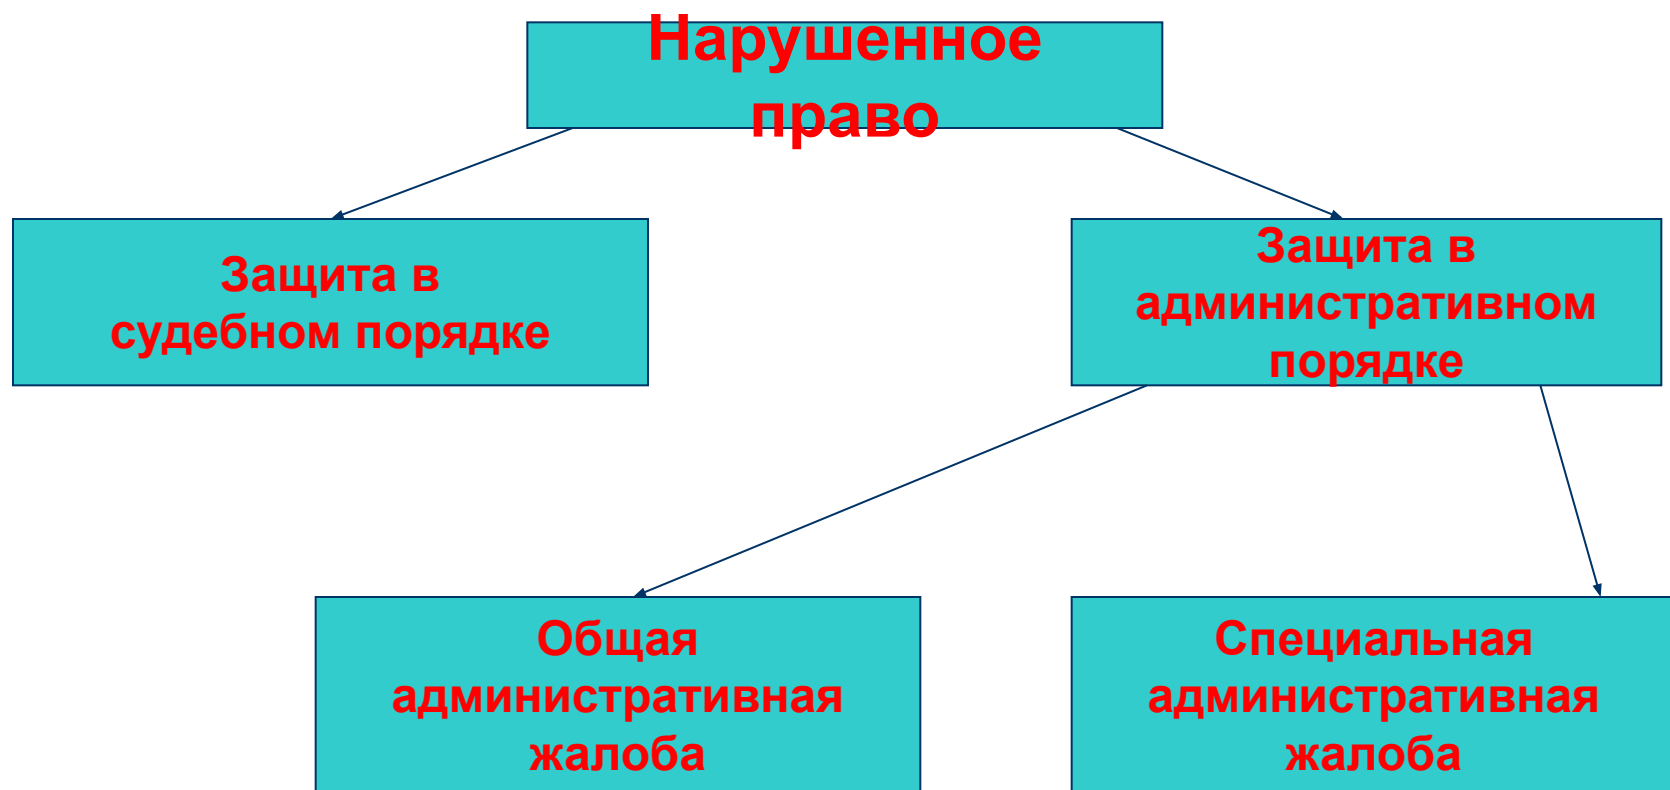 Нарушенное
право
Защита в
судебном порядке
Защита в
административном
порядке
Общая
административная
жалоба
Специальная
административная
жалоба